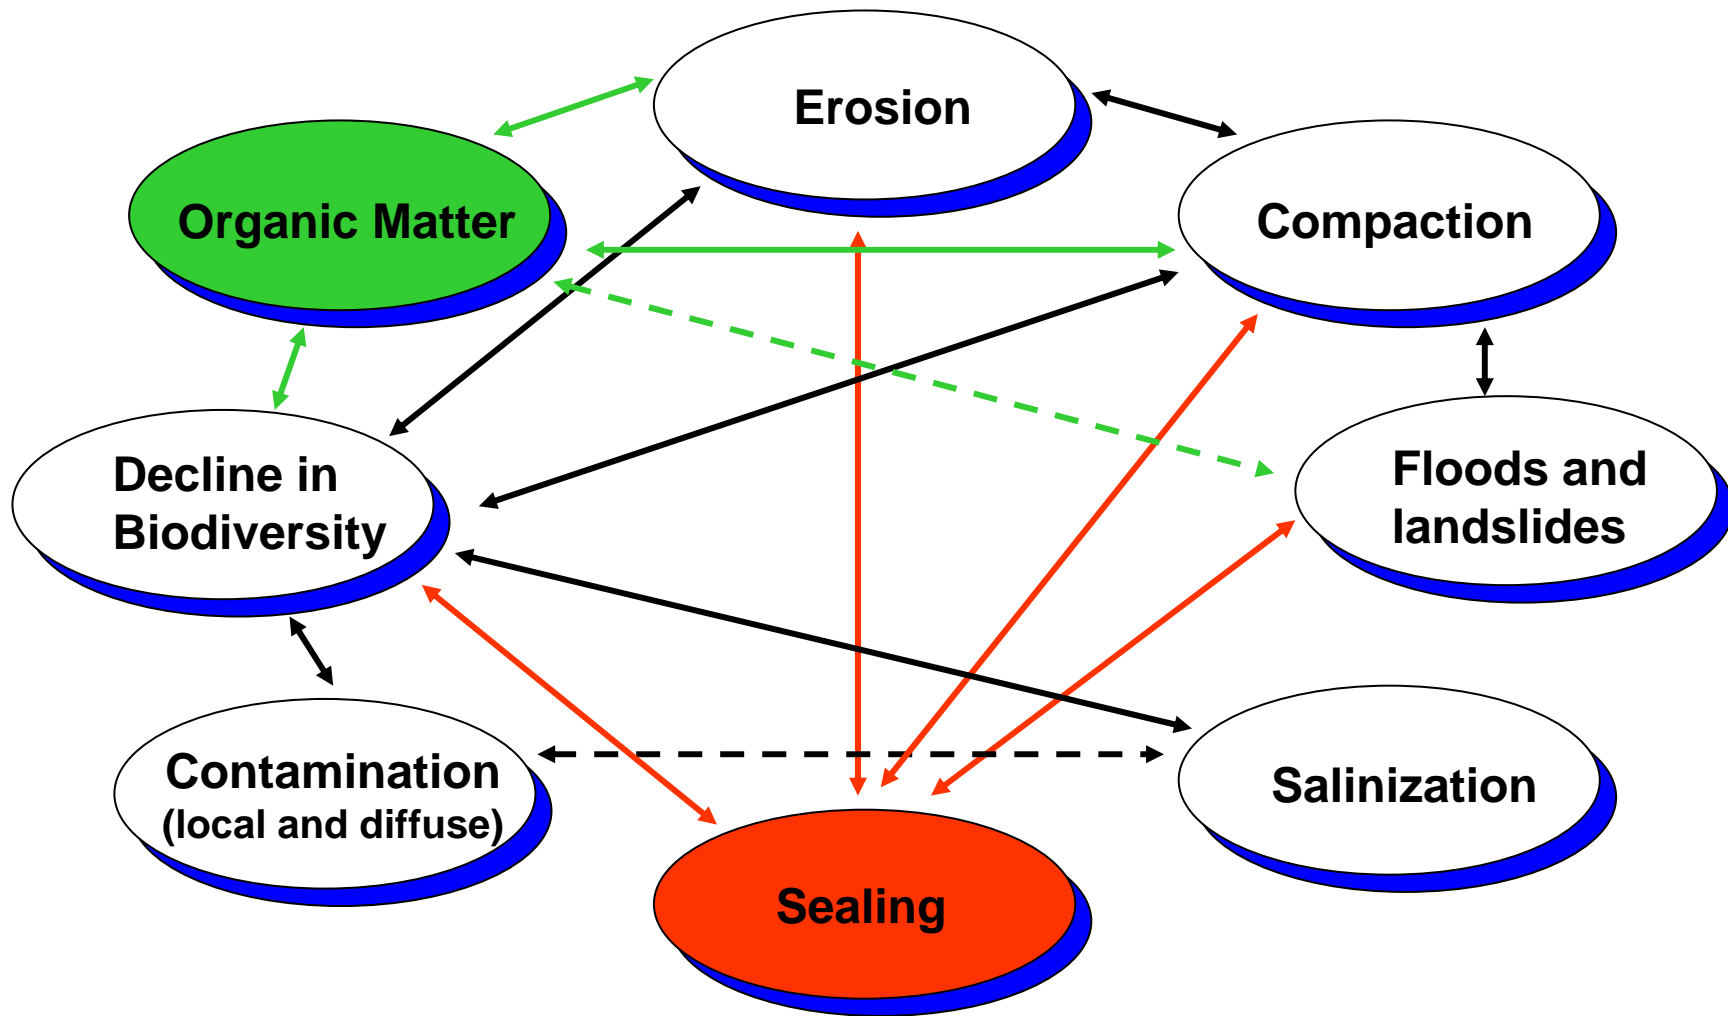 Erosion
Organic Matter
Compaction
Decline in
Biodiversity
Floods and
landslides
Contamination
(local and diffuse)
Salinization
Sealing